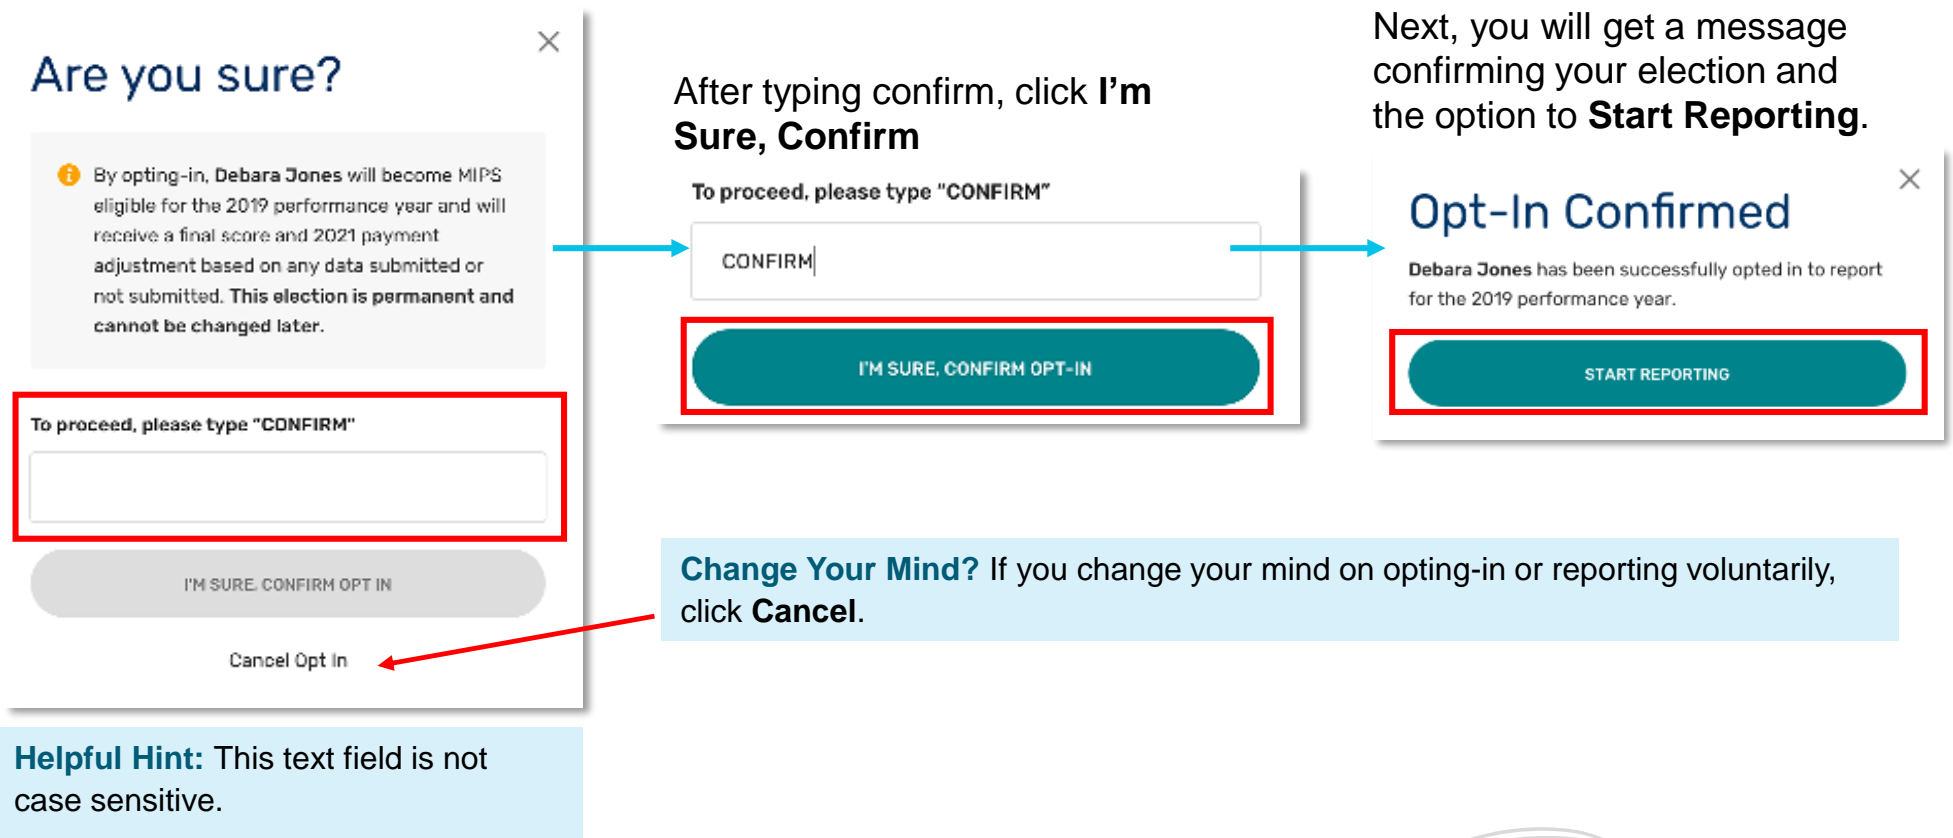 Are you sure?
By opting-in, Debara Jones will become MIPS
eligible for the 2019 performance year and will
receive a final score and 2021 payment
adjustment based on any data submitted or
not submitted. This election is permanent and
cannot be changed later.
To proceed, please type "CONFIRM"
I'M SURE, CONFIRM OPT IN
Cancel Opt In
Helpful Hint: This text field is not
case sensitive.
After typing confirm, click I’m
Sure, Confirm
To proceed, please type "CONFIRM"
CONFIRM
I'M SURE, CONFIRM OPT-IN
Next, you will get a message
confirming your election and
the option to Start Reporting.
Opt-In Confirmed
Debara Jones has been successfully opted in to report
for the 2019 performance year.
START REPORTING
Change Your Mind? If you change your mind on opting-in or reporting voluntarily,
click Cancel.